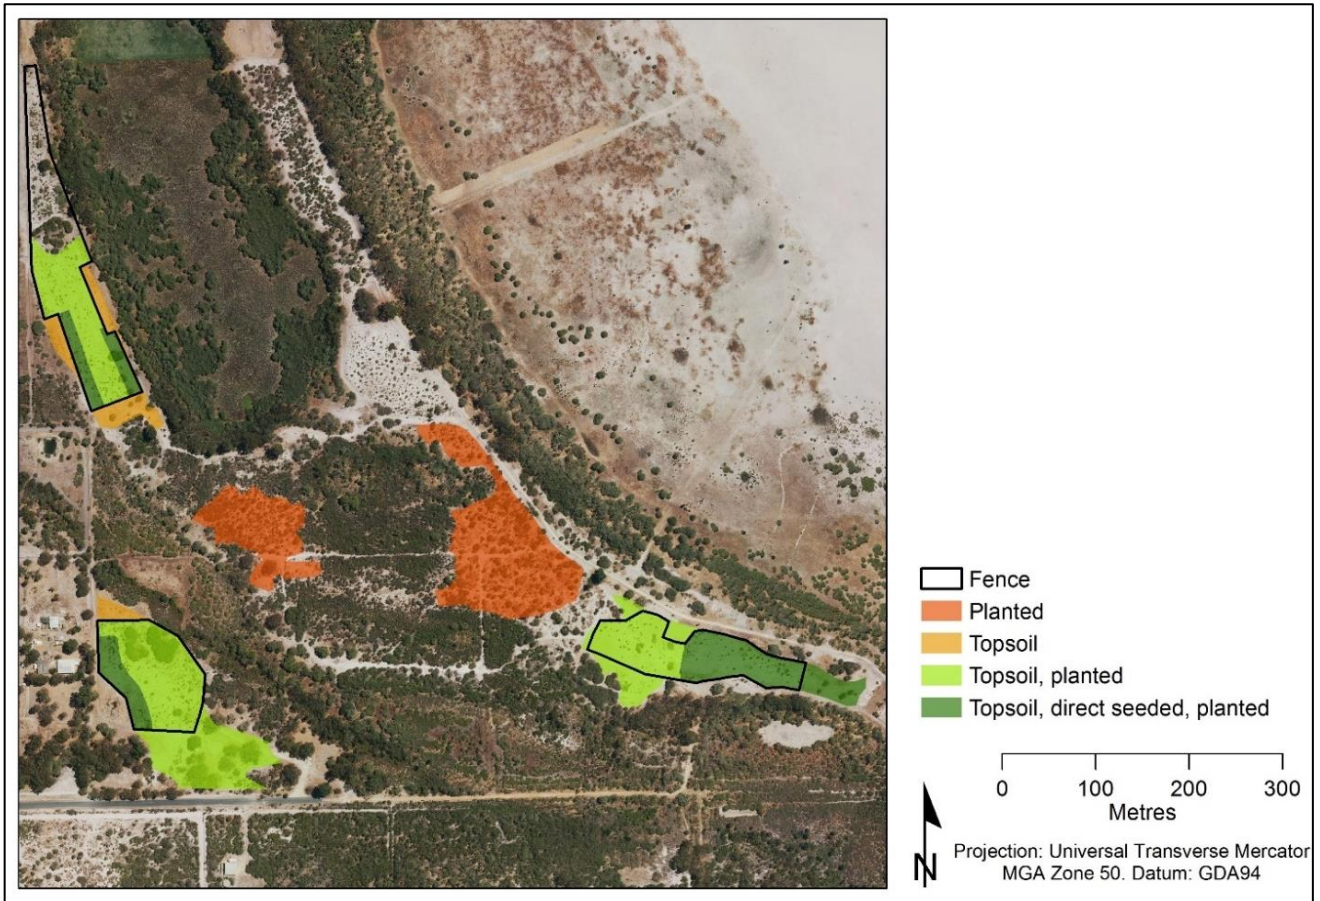 Fence
Planted
Topsoil
Topsoil, planted
Topsoil, direct seeded, planted
0 100 200 300
Metres
N
Projection: Universal Transverse Mercator
MGA Zone 50. Datum: GDA94